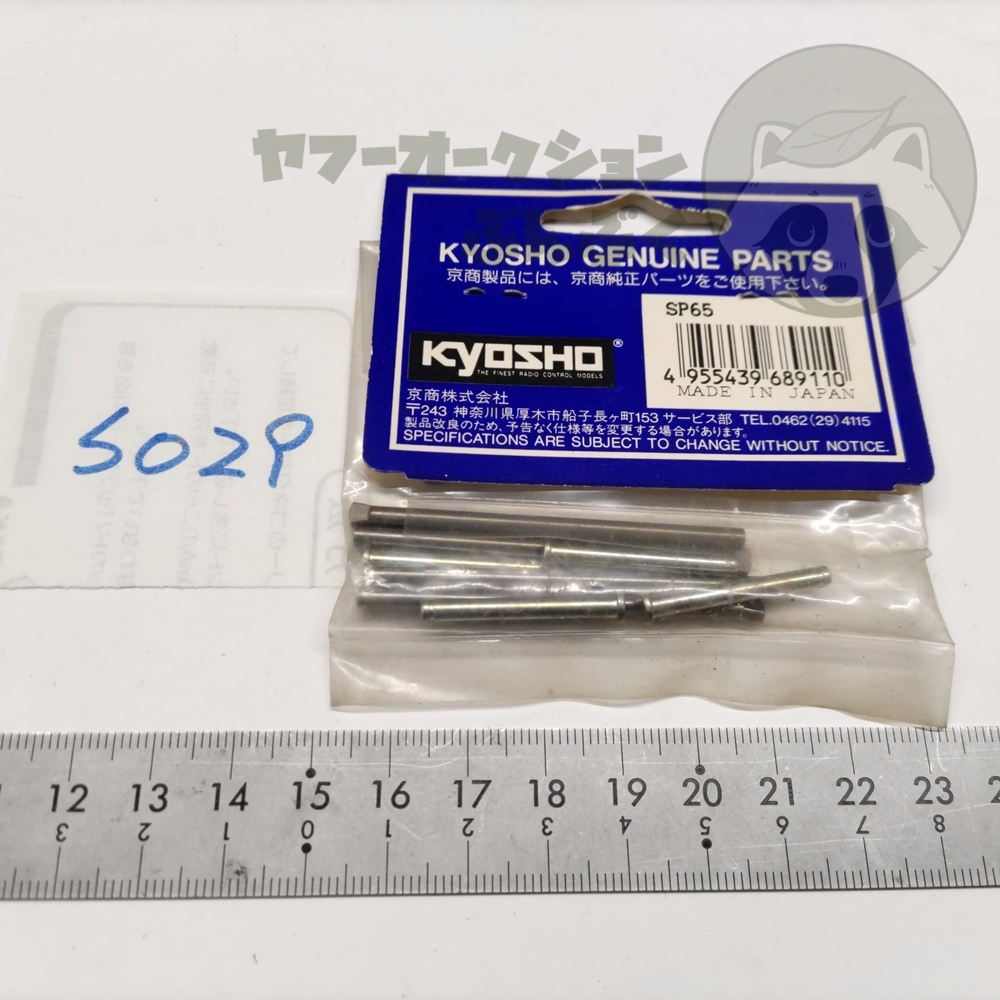 ヤフーオークション
KYOSHO GENUINE PARTS
京商製品には、京商純正パーツをご使用下さい。
SP65
KYOSHO ®
THE FINEST RADIO CONTROL MODELS
4 955439 689110
MADE IN JAPAN
京商株式会社
〒243 神奈川県厚木市船子長ヶ町153 サービス部 TEL.0462(29)4115
製品改良のため、予告なく仕様等を変更する場合があります。
SPECIFICATIONS ARE SUBJECT TO CHANGE WITHOUT NOTICE.
S029
12 13 14 15 16 17 18 19 20 21 22 23
3 2 1 0 1 2 3 4 5 6 7 8